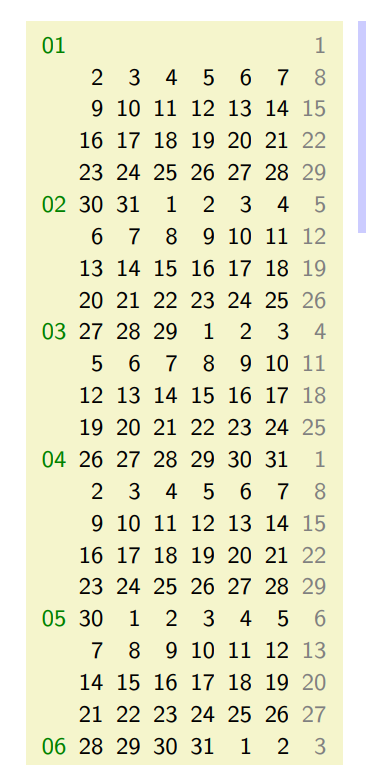 01 1
2 3 4 5 6 7 8
9 10 11 12 13 14 15
16 17 18 19 20 21 22
23 24 25 26 27 28 29
02 30 31 1 2 3 4 5
6 7 8 9 10 11 12
13 14 15 16 17 18 19
20 21 22 23 24 25 26
03 27 28 29 1 2 3 4
5 6 7 8 9 10 11
12 13 14 15 16 17 18
19 20 21 22 23 24 25
04 26 27 28 29 30 31 1
2 3 4 5 6 7 8
9 10 11 12 13 14 15
16 17 18 19 20 21 22
23 24 25 26 27 28 29
05 30 1 2 3 4 5 6
7 8 9 10 11 12 13
14 15 16 17 18 19 20
21 22 23 24 25 26 27
06 28 29 30 31 1 2 3